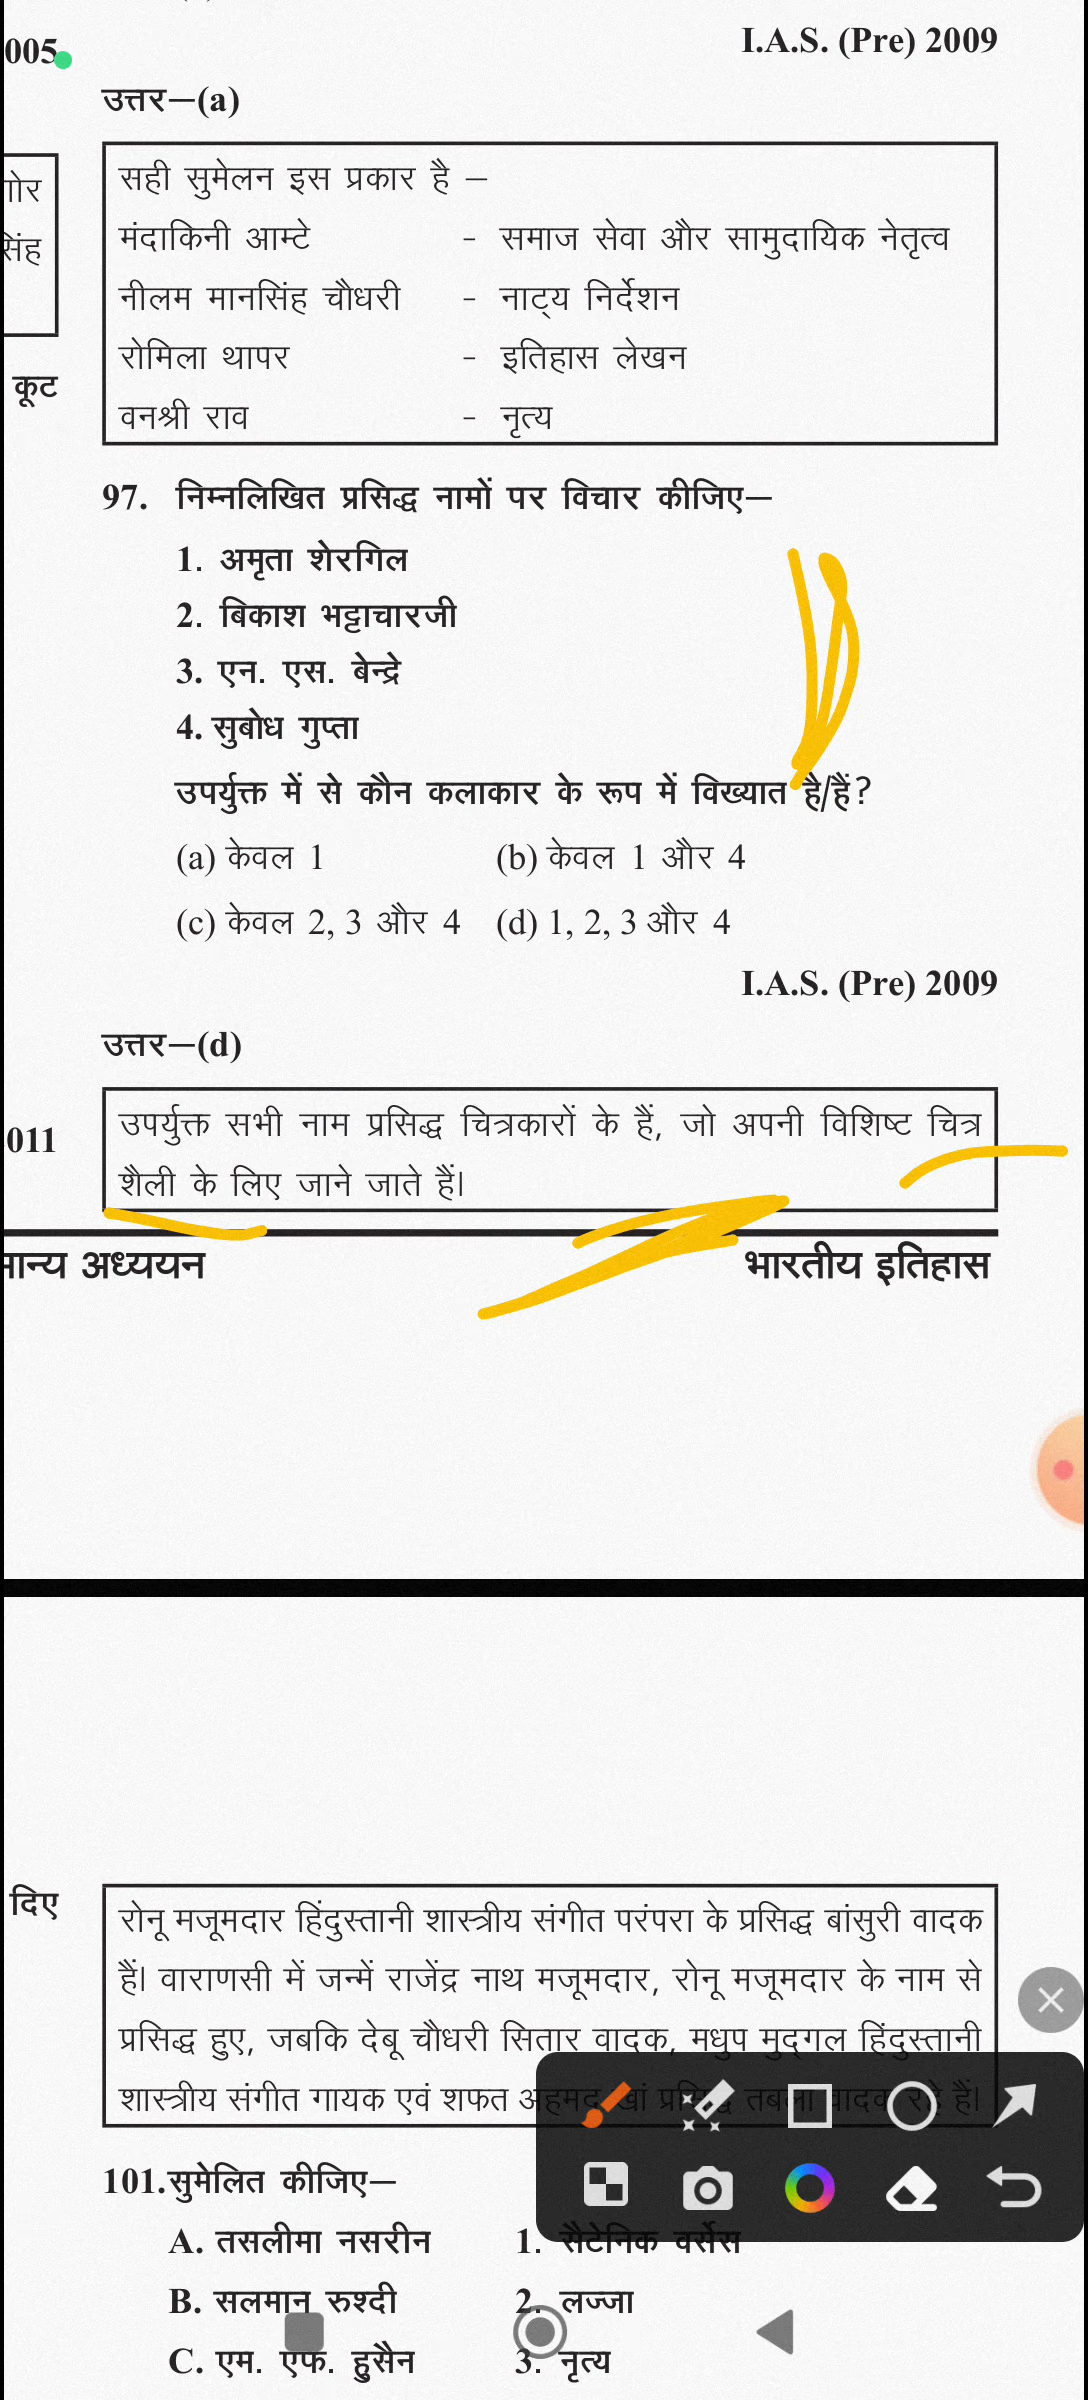 005
I.A.S. (Pre) 2009
उत्तर–(a)
सही सुमेलन इस प्रकार है –
मंदाकिनी आम्टे - समाज सेवा और सामुदायिक नेतृत्व
नीलम मानसिंह चौधरी - नाट्य निर्देशन
रोमिला थापर - इतिहास लेखन
वनश्री राव - नृत्य
सिंह
कूट
97. निम्नलिखित प्रसिद्ध नामों पर विचार कीजिए–
1. अमृता शेरगिल
2. बिकाश भट्टाचारजी
3. एन. एस. बेन्द्रे
4. सुबोध गुप्ता
उपर्युक्त में से कौन कलाकार के रूप में विख्यात है/हैं?
(a) केवल 1 (b) केवल 1 और 4
(c) केवल 2, 3 और 4 (d) 1, 2, 3 और 4
I.A.S. (Pre) 2009
उत्तर–(d)
011
उपर्युक्त सभी नाम प्रसिद्ध चित्रकारों के हैं, जो अपनी विशिष्ट चित्र
शैली के लिए जाने जाते हैं।
मान्य अध्ययन भारतीय इतिहास
दिए
रोनू मजूमदार हिंदुस्तानी शास्त्रीय संगीत परंपरा के प्रसिद्ध बांसुरी वादक
हैं। वाराणसी में जन्में राजेंद्र नाथ मजूमदार, रोनू मजूमदार के नाम से
प्रसिद्ध हुए, जबकि देबू चौधरी सितार वादक, मधुप मुद्गल हिंदुस्तानी
शास्त्रीय संगीत गायक एवं शफत अहमद खां प्रसिद्ध तबला वादक रहे हैं।
101.सुमेलित कीजिए–
A. तसलीमा नसरीन 1. सैटेनिक वर्सेस
B. सलमान रुश्दी 2. लज्जा
C. एम. एफ. हुसैन 3. नृत्य